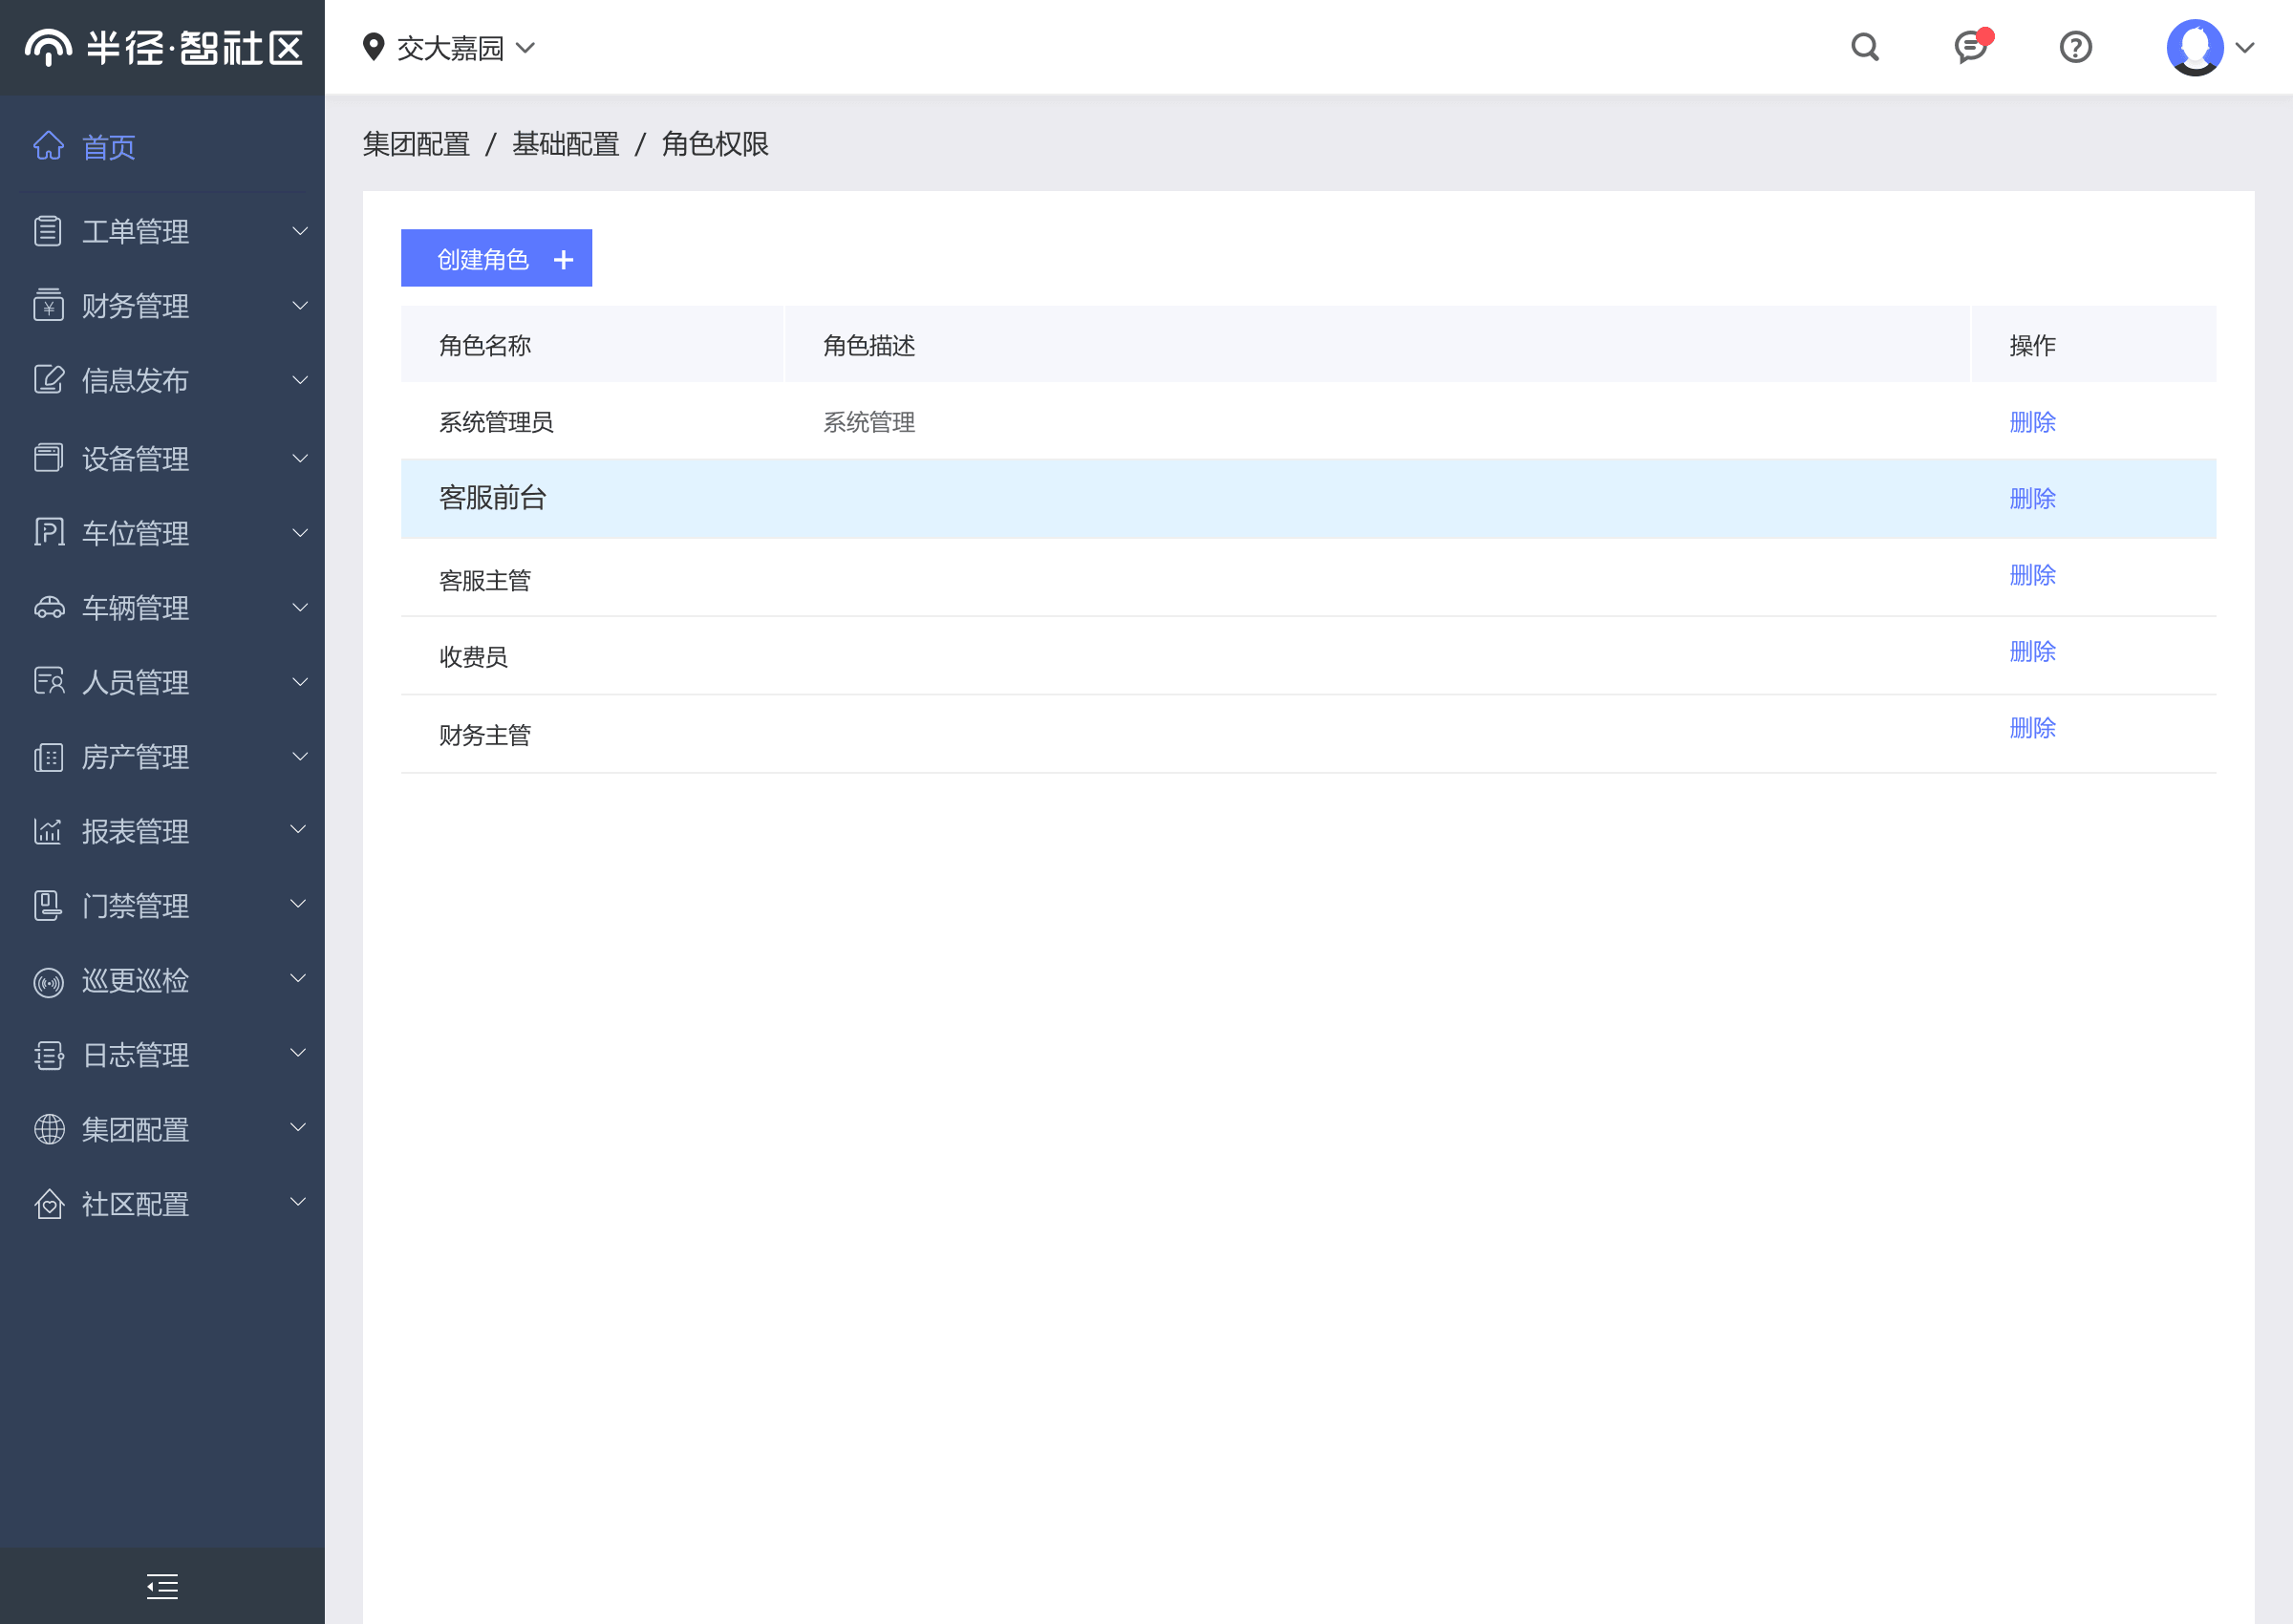 半径·智社区
交大嘉园
首页
工单管理
财务管理
信息发布
设备管理
车位管理
车辆管理
人员管理
房产管理
报表管理
门禁管理
巡更巡检
日志管理
集团配置
社区配置
集团配置 / 基础配置 / 角色权限
创建角色 +
角色名称 角色描述 操作
系统管理员 系统管理 删除
客服前台 删除
客服主管 删除
收费员 删除
财务主管 删除